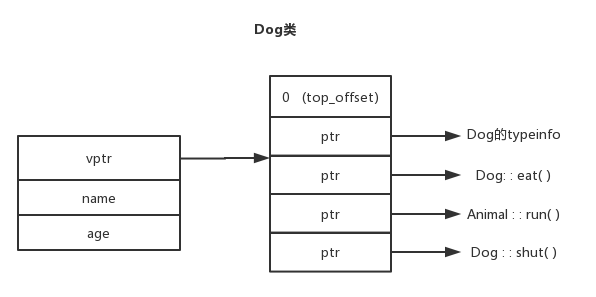 Dog类
0 (top_offset)
ptr
Dog的typeinfo
vptr
ptr
Dog: : eat( )
name
ptr
Animal : : run( )
age
ptr
Dog : : shut( )